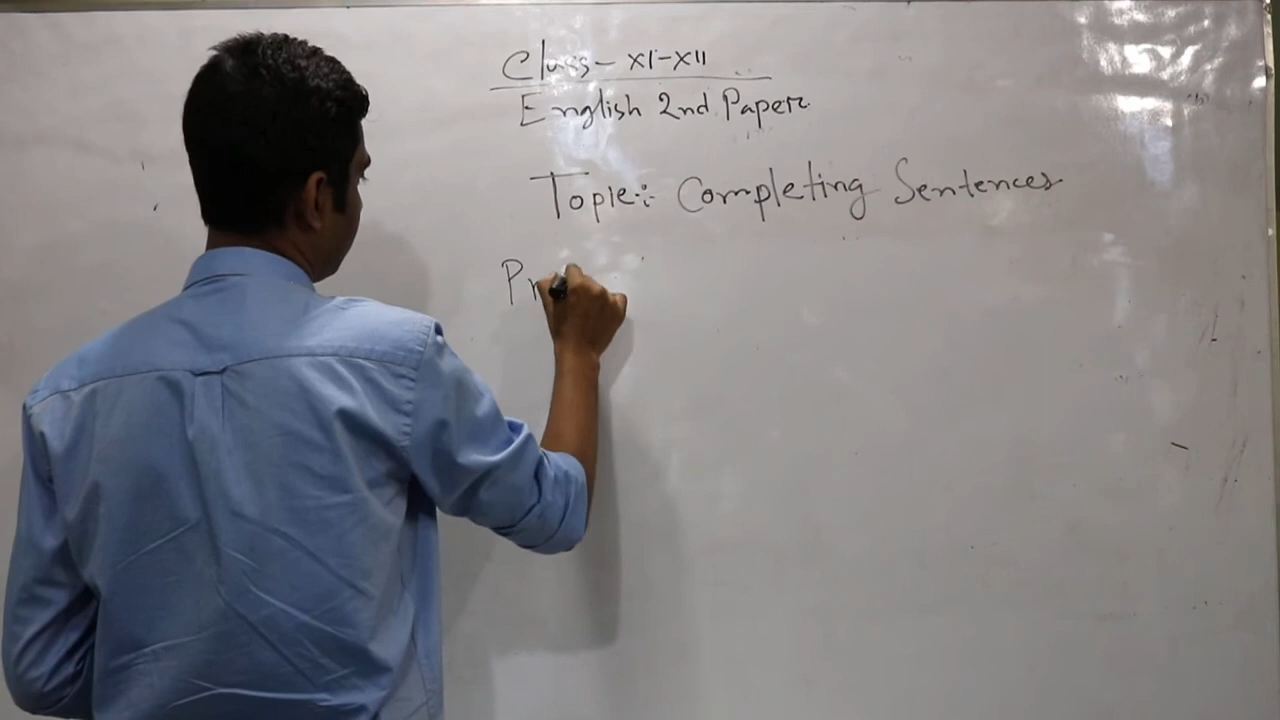 Class- XI-XII
English 2nd Paper
Topic: Completing Sentences
Pr